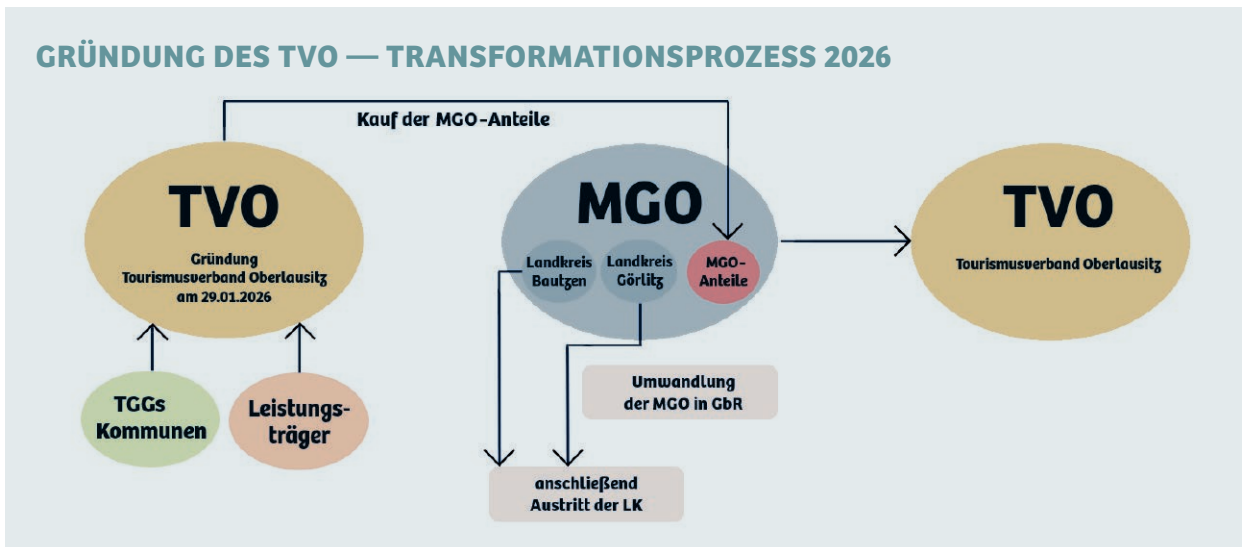 GRÜNDUNG DES TVO — TRANSFORMATIONSPROZESS 2026
Kauf der MGO-Anteile
TVO
Gründung
Tourismusverband Oberlausitz
am 29.01.2026
TGGs
Kommunen
Leistungs-
träger
MGO
Landkreis
Bautzen
Landkreis
Görlitz
MGO-
Anteile
Umwandlung
der MGO in GbR
anschließend
Austritt der LK
TVO
Tourismusverband Oberlausitz